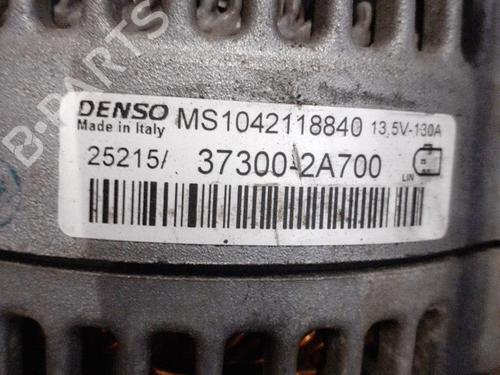 B-PARTS
DENSO MS1042118840 13,5V-130A
Made in Italy
25215/ 37300-2A700
LIN